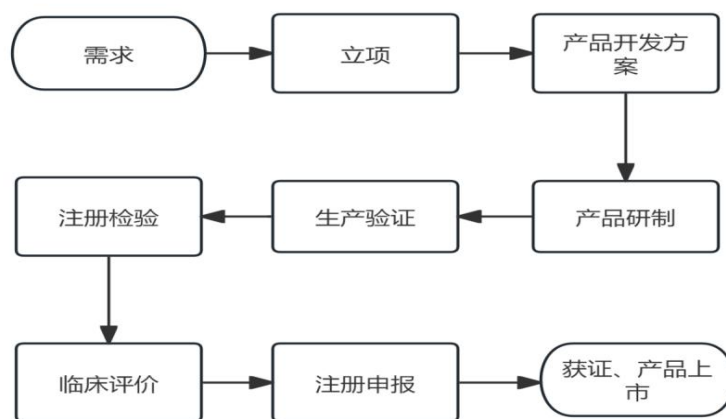 需求
立项
产品开发方
案
产品研制
生产验证
注册检验
临床评价
注册申报
获证、产品上
市